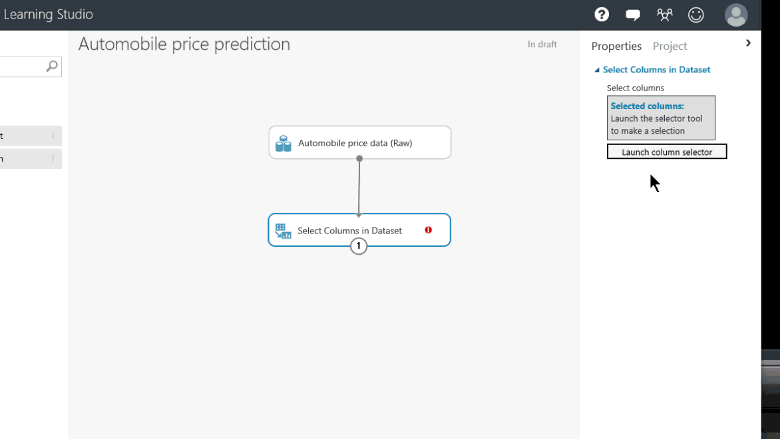 Learning Studio
Automobile price prediction
In draft
Properties Project
Select Columns in Dataset
Select columns
Selected columns:
Launch the selector tool
to make a selection
Launch column selector
Automobile price data (Raw)
Select Columns in Dataset
1